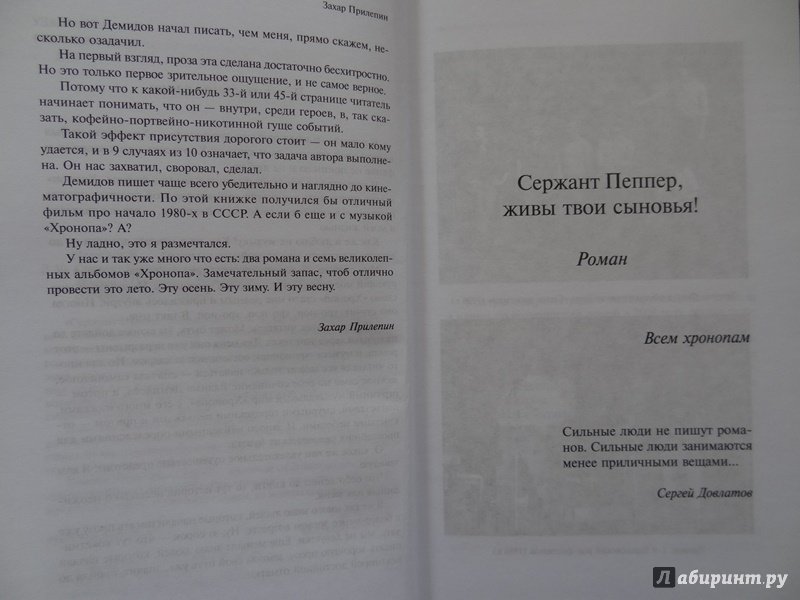 Захар Прилепин
Но вот Демидов начал писать, чем меня, прямо скажем, не-
сколько озадачил.
На первый взгляд, проза эта сделана достаточно бесхитростно.
Но это только первое зрительное ощущение, и не самое верное.
Потому что к какой-нибудь 33-й или 45-й странице читатель
начинает понимать, что он — внутри, среди героев, в, так ска-
зать, кофейно-портвейно-никотинной гуще событий.
Такой эффект присутствия дорогого стоит — он мало кому
удается, и в 9 случаях из 10 означает, что задача автора выполне-
на. Он нас захватил, своровал, сделал.
Демидов пишет чаще всего убедительно и наглядно до кине-
матографичности. По этой книжке получился бы отличный
фильм про начало 1980-х в СССР. А если б еще и с музыкой
«Хронопа»? А?
Ну ладно, это я размечтался.
У нас и так уже много что есть: два романа и семь великолеп-
ных альбомов «Хронопа». Замечательный запас, чтоб отлично
провести это лето. Эту осень. Эту зиму. И эту весну.
Захар Прилепин
Сержант Пеппер,
живы твои сыновья!
Роман
Всем хронопам
Сильные люди не пишут рома-
нов. Сильные люди занимаются
менее приличными вещами...
Сергей Довлатов
Лабиринт.ру